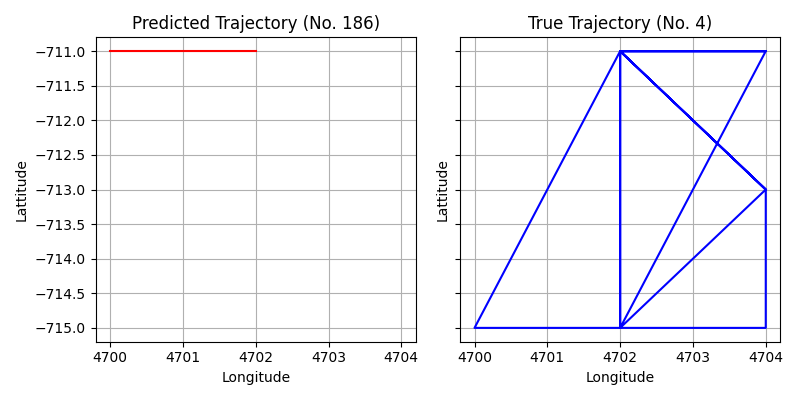 Predicted Trajectory (No. 186)
−711.0
−711.5
−712.0
−712.5
−713.0
−713.5
−714.0
−714.5
−715.0
Lattitude
4700 4701 4702 4703 4704
Longitude
True Trajectory (No. 4)
Lattitude
4700 4701 4702 4703 4704
Longitude